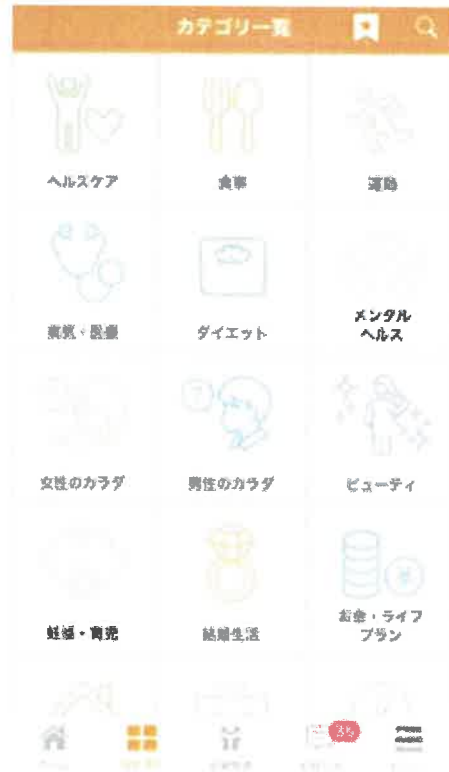 カテゴリ一覧
ヘルスケア
食事
運動
病気・医療
ダイエット
メンタル
ヘルス
女性のカラダ
男性のカラダ
ビューティ
妊娠・育児
結婚生活
お金・ライフ
プラン
35